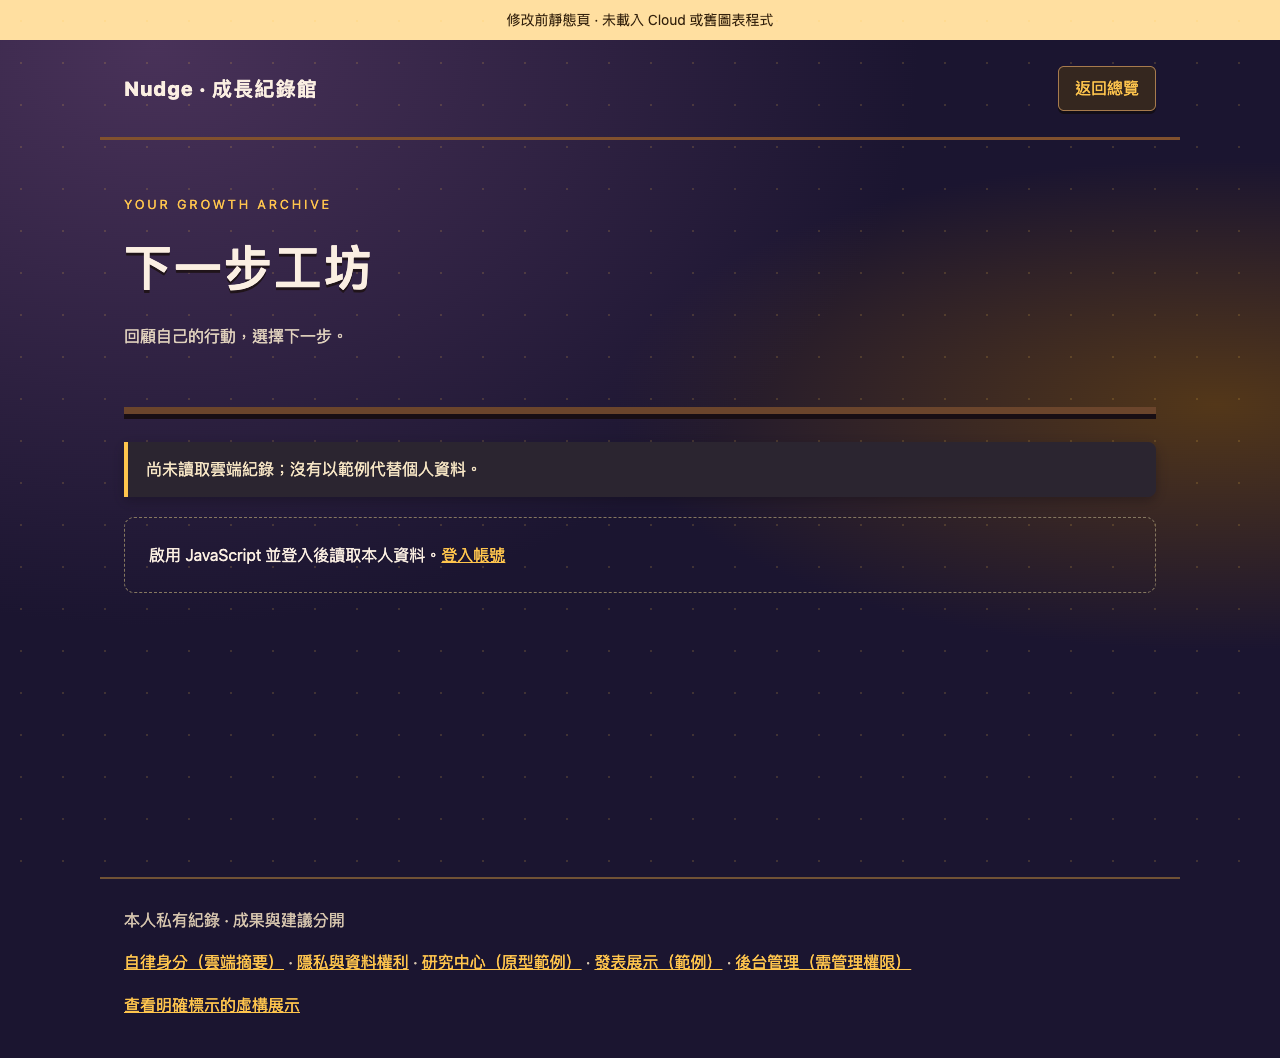 修改前靜態頁 · 未載入 Cloud 或舊圖表程式
Nudge · 成長紀錄館
返回總覽
YOUR GROWTH ARCHIVE
下一步工坊
回顧自己的行動，選擇下一步。
尚未讀取雲端紀錄；沒有以範例代替個人資料。
啟用 JavaScript 並登入後讀取本人資料。登入帳號
本人私有紀錄 · 成果與建議分開
自律身分（雲端摘要） · 隱私與資料權利 · 研究中心（原型範例） · 發表展示（範例） · 後台管理（需管理權限）
查看明確標示的虛構展示